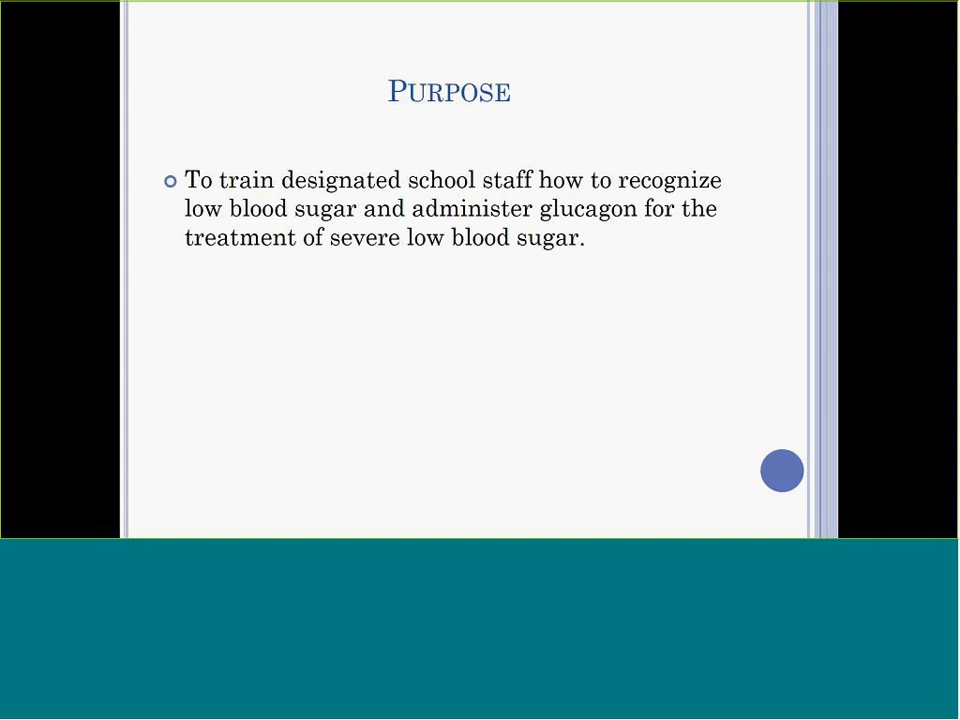 PURPOSE
To train designated school staff how to recognize
low blood sugar and administer glucagon for the
treatment of severe low blood sugar.